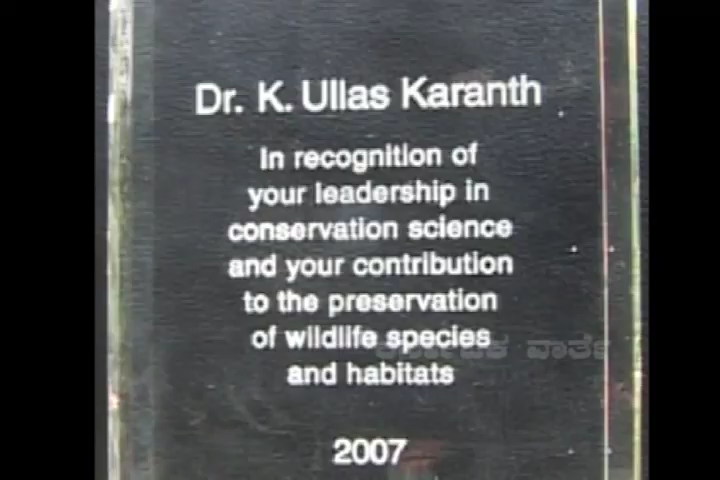 Dr. K. Ullas Karanth
In recognition of
your leadership in
conservation science
and your contribution
to the preservation
of wildlife species
and habitats
ವಾರ್ತೆ
2007